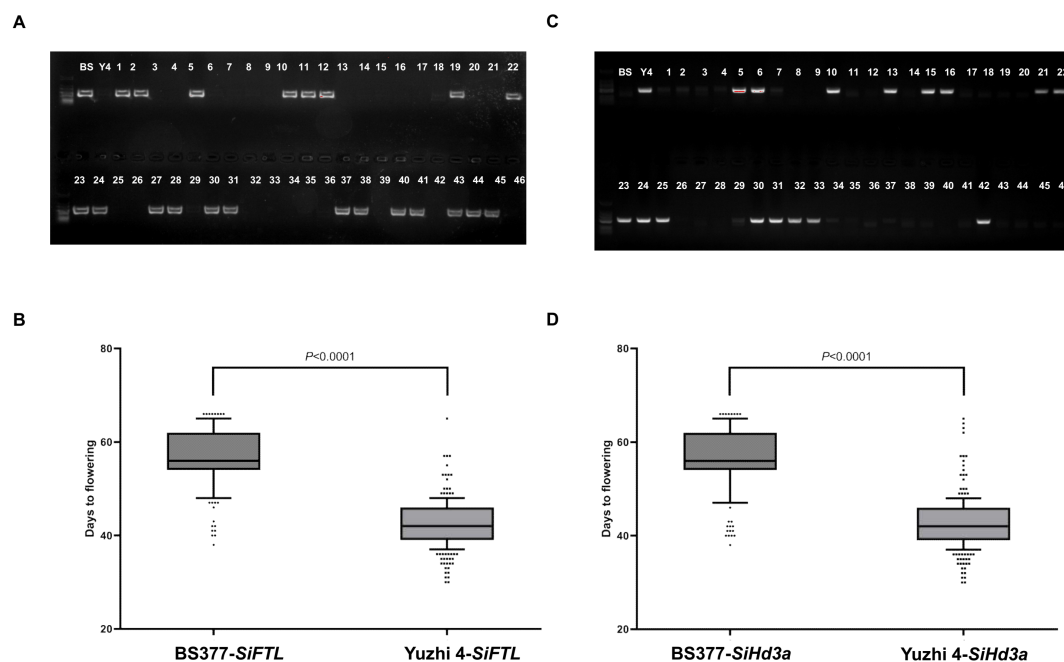 A
BS Y4 1 2 3 4 5 6 7 8 9 10 11 12 13 14 15 16 17 18 19 20 21 22
23 24 25 26 27 28 29 30 31 32 33 34 35 36 37 38 39 40 41 42 43 44 45 46
C
BS Y4 1 2 3 4 5 6 7 8 9 10 11 12 13 15 16 17 18 19 20 21 2
23 24 25 26 27 28 29 30 31 32 33 34 35 36 37 38 39 40 41 42 43 44 45 4
B
80
60
40
20
Days to flowering
P<0.0001
BS377-SiFTL
Yuzhi 4-SiFTL
D
80
60
40
20
Days to flowering
P<0.0001
BS377-SiHd3a
Yuzhi 4-SiHd3a